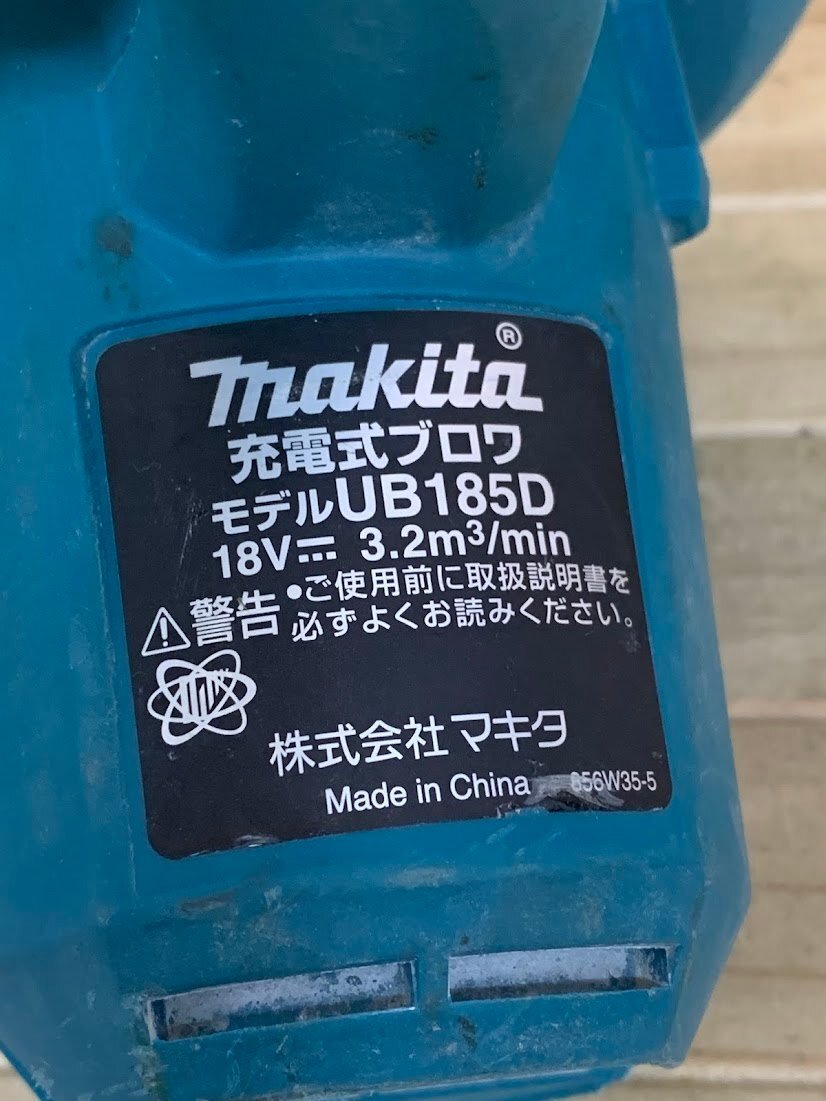 makita®
充電式ブロワ
モデルUB185D
18V⎓ 3.2m³/min
⚠警告 •ご使用前に取扱説明書を
必ずよくお読みください。
株式会社マキタ
Made in China
856W35-5